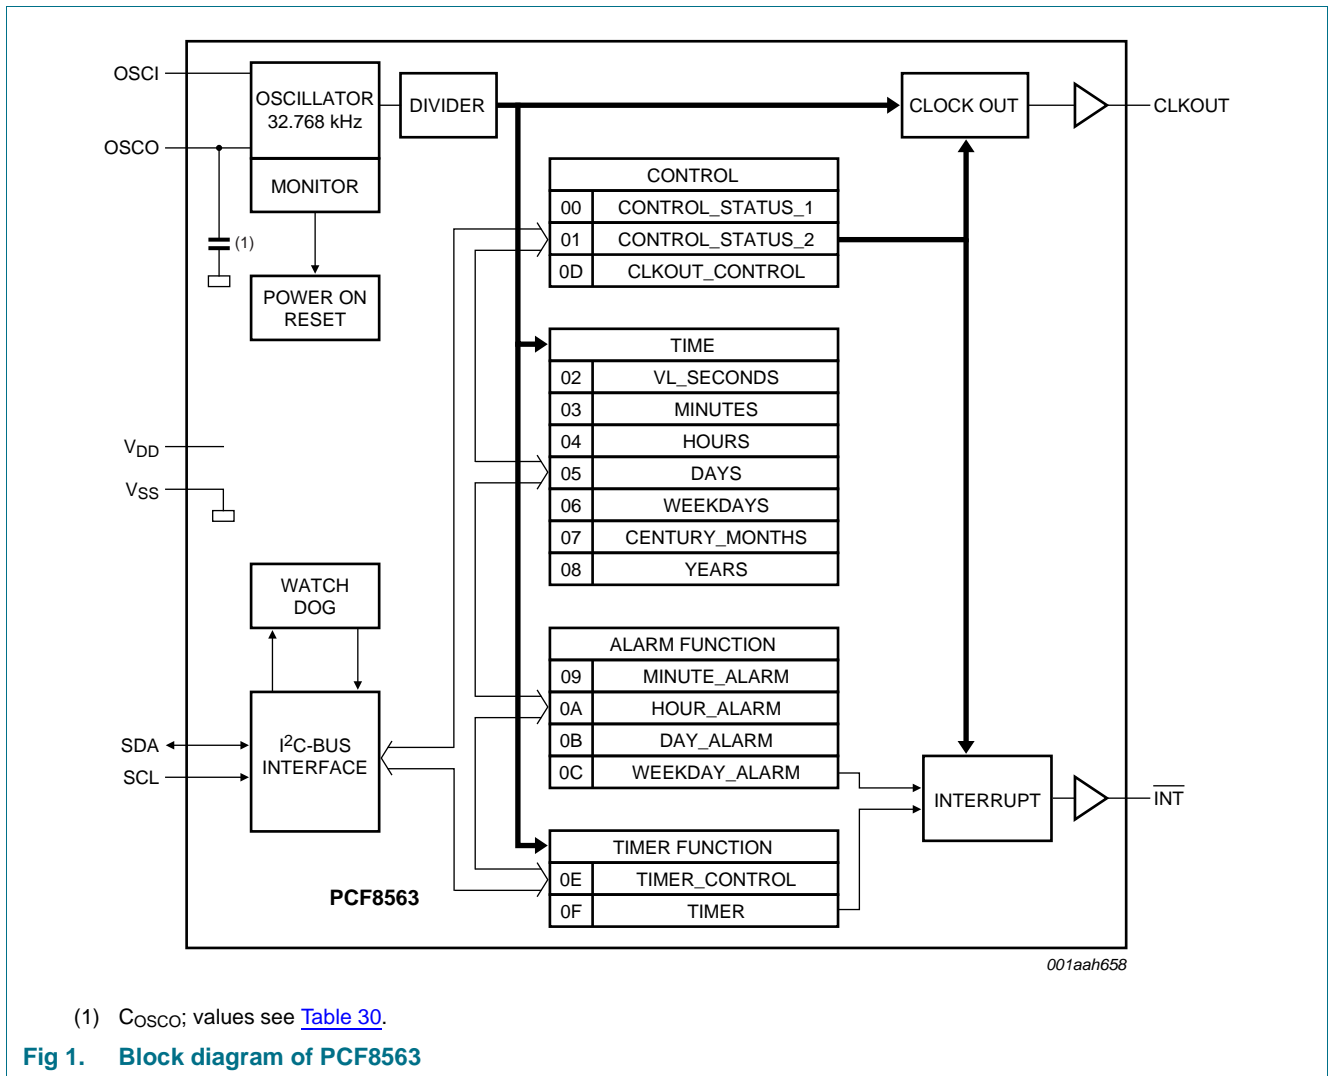 OSCI
OSCO
OSCILLATOR
32.768 kHz
MONITOR
DIVIDER
CLOCK OUT
CLKOUT
(1)
POWER ON
RESET
CONTROL
00 CONTROL_STATUS_1
01 CONTROL_STATUS_2
0D CLKOUT_CONTROL
TIME
02 VL_SECONDS
03 MINUTES
04 HOURS
05 DAYS
06 WEEKDAYS
07 CENTURY_MONTHS
08 YEARS
VDD
VSS
WATCH
DOG
SDA
SCL
I2C-BUS
INTERFACE
ALARM FUNCTION
09 MINUTE_ALARM
0A HOUR_ALARM
0B DAY_ALARM
0C WEEKDAY_ALARM
INTERRUPT
INT
TIMER FUNCTION
0E TIMER_CONTROL
0F TIMER
PCF8563
001aah658
(1) COSCO; values see Table 30.
Fig 1. Block diagram of PCF8563